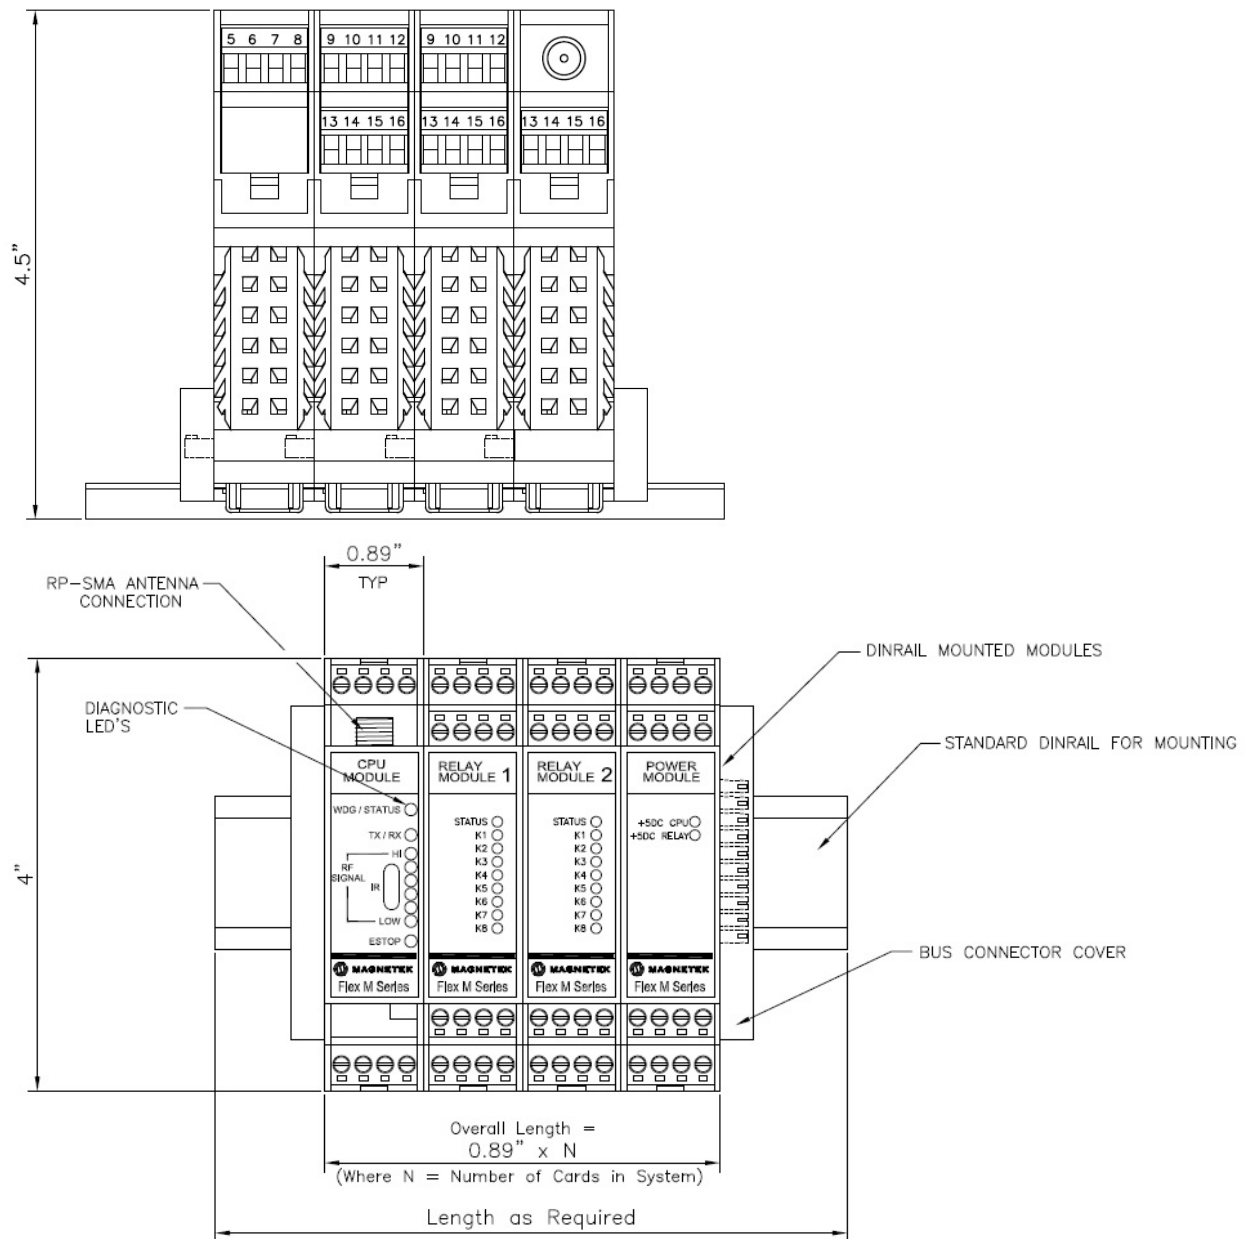 5 6 7 8
9 10 11 12
9 10 11 12
13 14 15 16
13 14 15 16
13 14 15 16
4.5"
0.89"
TYP
RP-SMA ANTENNA
CONNECTION
DIAGNOSTIC
LED'S
DINRAIL MOUNTED MODULES
STANDARD DINRAIL FOR MOUNTING
BUS CONNECTOR COVER
4"
CPU
MODULE
WDG / STATUS
TX / RX
HI
RF
SIGNAL
IR
LOW
ESTOP
MAGNETEK
Flex M Series
RELAY
MODULE 1
STATUS
K1
K2
K3
K4
K5
K6
K7
K8
MAGNETEK
Flex M Series
RELAY
MODULE 2
STATUS
K1
K2
K3
K4
K5
K6
K7
K8
MAGNETEK
Flex M Series
POWER
MODULE
+5DC CPU
+5DC RELAY
MAGNETEK
Flex M Series
Overall Length =
0.89" x N
(Where N = Number of Cards in System)
Length as Required